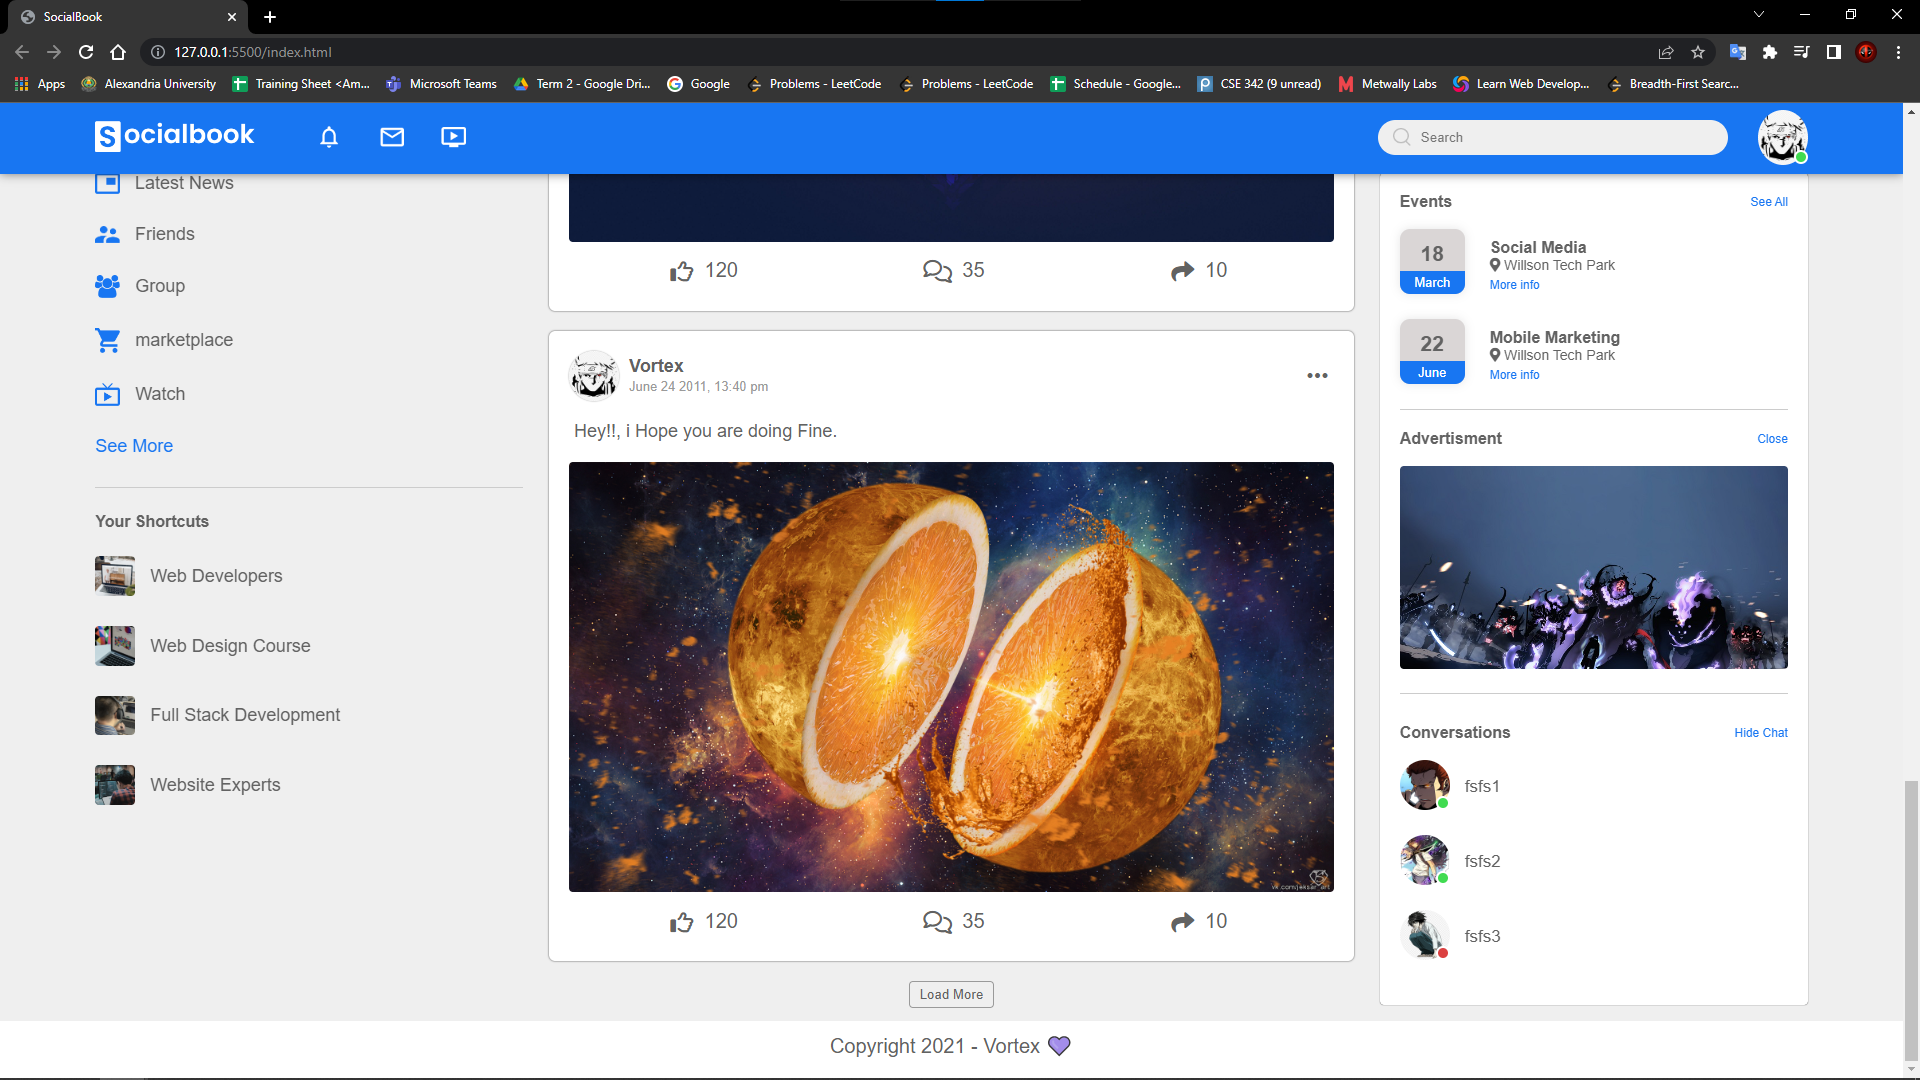 SocialBook
127.0.0.1:5500/index.html
Apps
Alexandria University
Training Sheet <Am...
Microsoft Teams
Term 2 - Google Dri...
Google
Problems - LeetCode
Problems - LeetCode
Schedule - Google...
CSE 342 (9 unread)
Metwally Labs
Learn Web Develop...
Breadth-First Searc...
Socialbook
Search
Latest News
Friends
Group
marketplace
Watch
See More
Your Shortcuts
Web Developers
Web Design Course
Full Stack Development
Website Experts
120
35
10
Vortex
June 24 2011, 13:40 pm
Hey!!, i Hope you are doing Fine.
120
35
10
Load More
Events
See All
18
March
Social Media
Willson Tech Park
More info
22
June
Mobile Marketing
Willson Tech Park
More info
Advertisment
Close
Conversations
Hide Chat
fsfs1
fsfs2
fsfs3
Copyright 2021 - Vortex 💜